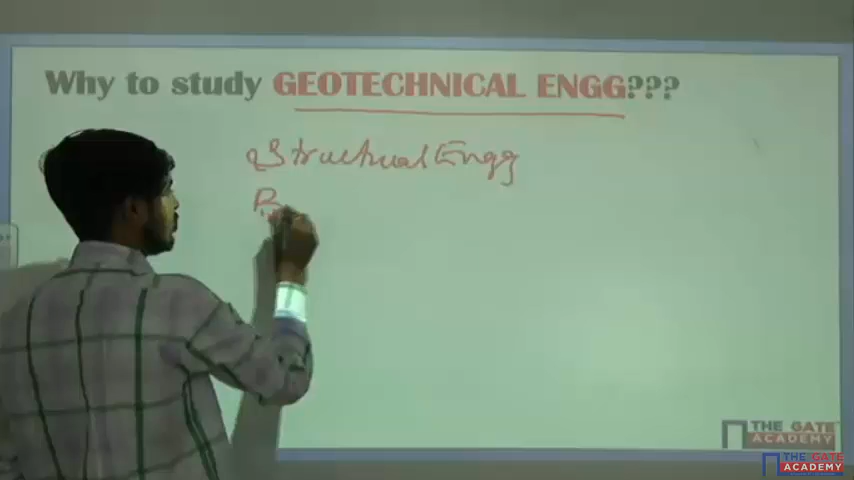 Why to study GEOTECHNICAL ENGG???
Structural Engg
THE GATE
ACADEMY
THE GATE
ACADEMY